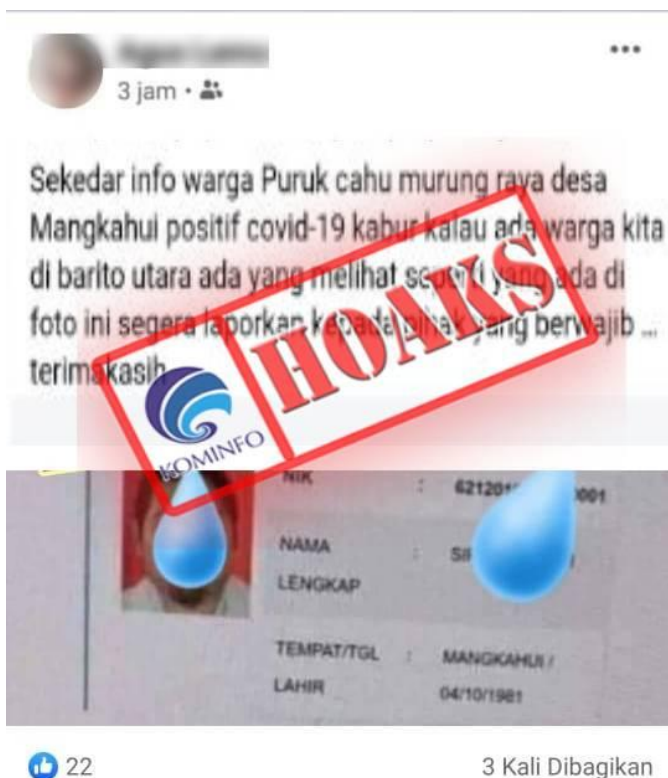 3 jam
Sekedar info warga Puruk cahu murung raya desa
Mangkahui positif covid-19 kabur kalau ada warga kita
di barito utara ada yang melihat seperti yang ada di
foto ini segera laporkan kepada pihak yang berwajib ...
terimakasih
HOAKS
KOMINFO
NIK :
NAMA :
LENGKAP
TEMPAT/TGL : MANGKAHUI /
LAHIR 04/10/1981
22 3 Kali Dibagikan